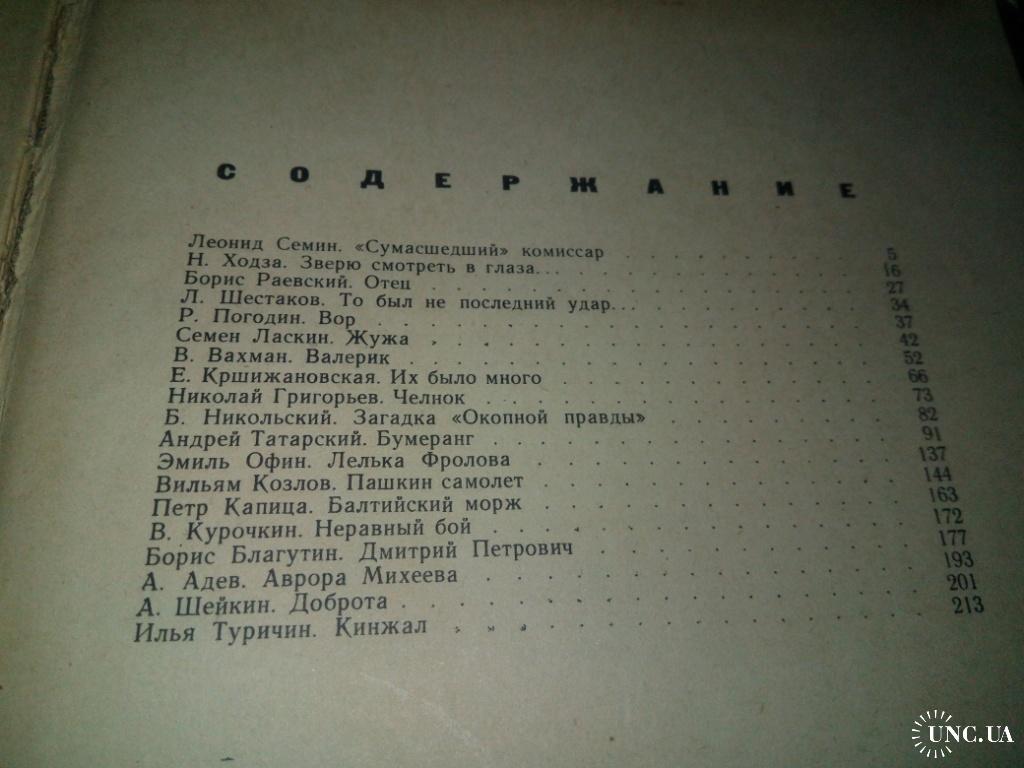 СОДЕРЖАНИЕ
Леонид Семин. «Сумасшедший» комиссар . . . . . . . . . 5
Н. Ходза. Зверю смотреть в глаза... . . . . . . . . . . 16
Борис Раевский. Отец . . . . . . . . . . . . . . 27
Л. Шестаков. То был не последний удар... . . . . . . . . 34
Р. Погодин. Вор . . . . . . . . . . . . . . . 37
Семен Ласкин. Жужа . . . . . . . . . . . . . . 42
В. Вахман. Валерик . . . . . . . . . . . . . . 52
Е. Кршижановская. Их было много . . . . . . . . . . 66
Николай Григорьев. Челнок . . . . . . . . . . . . 73
Б. Никольский. Загадка «Окопной правды» . . . . . . . 82
Андрей Татарский. Бумеранг . . . . . . . . . . . . 91
Эмиль Офин. Лелька Фролова . . . . . . . . . . . 137
Вильям Козлов. Пашкин самолет . . . . . . . . . . . 144
Петр Капица. Балтийский морж . . . . . . . . . . . 163
В. Курочкин. Неравный бой . . . . . . . . . . . . 172
Борис Благутин. Дмитрий Петрович . . . . . . . . . 177
А. Адев. Аврора Михеева . . . . . . . . . . . . 193
А. Шейкин. Доброта . . . . . . . . . . . . . . 201
Илья Туричин. Кинжал . . . . . . . . . . . . . 213
UNC.UA